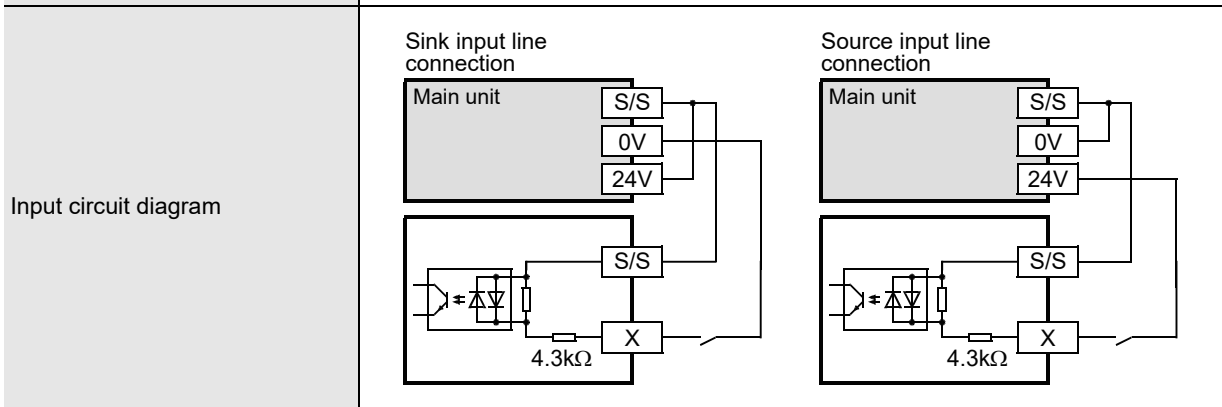 Input circuit diagram
Sink input line
connection
Main unit
S/S
0V
24V
S/S
X
4.3kΩ
Source input line
connection
Main unit
S/S
0V
24V
S/S
X
4.3kΩ